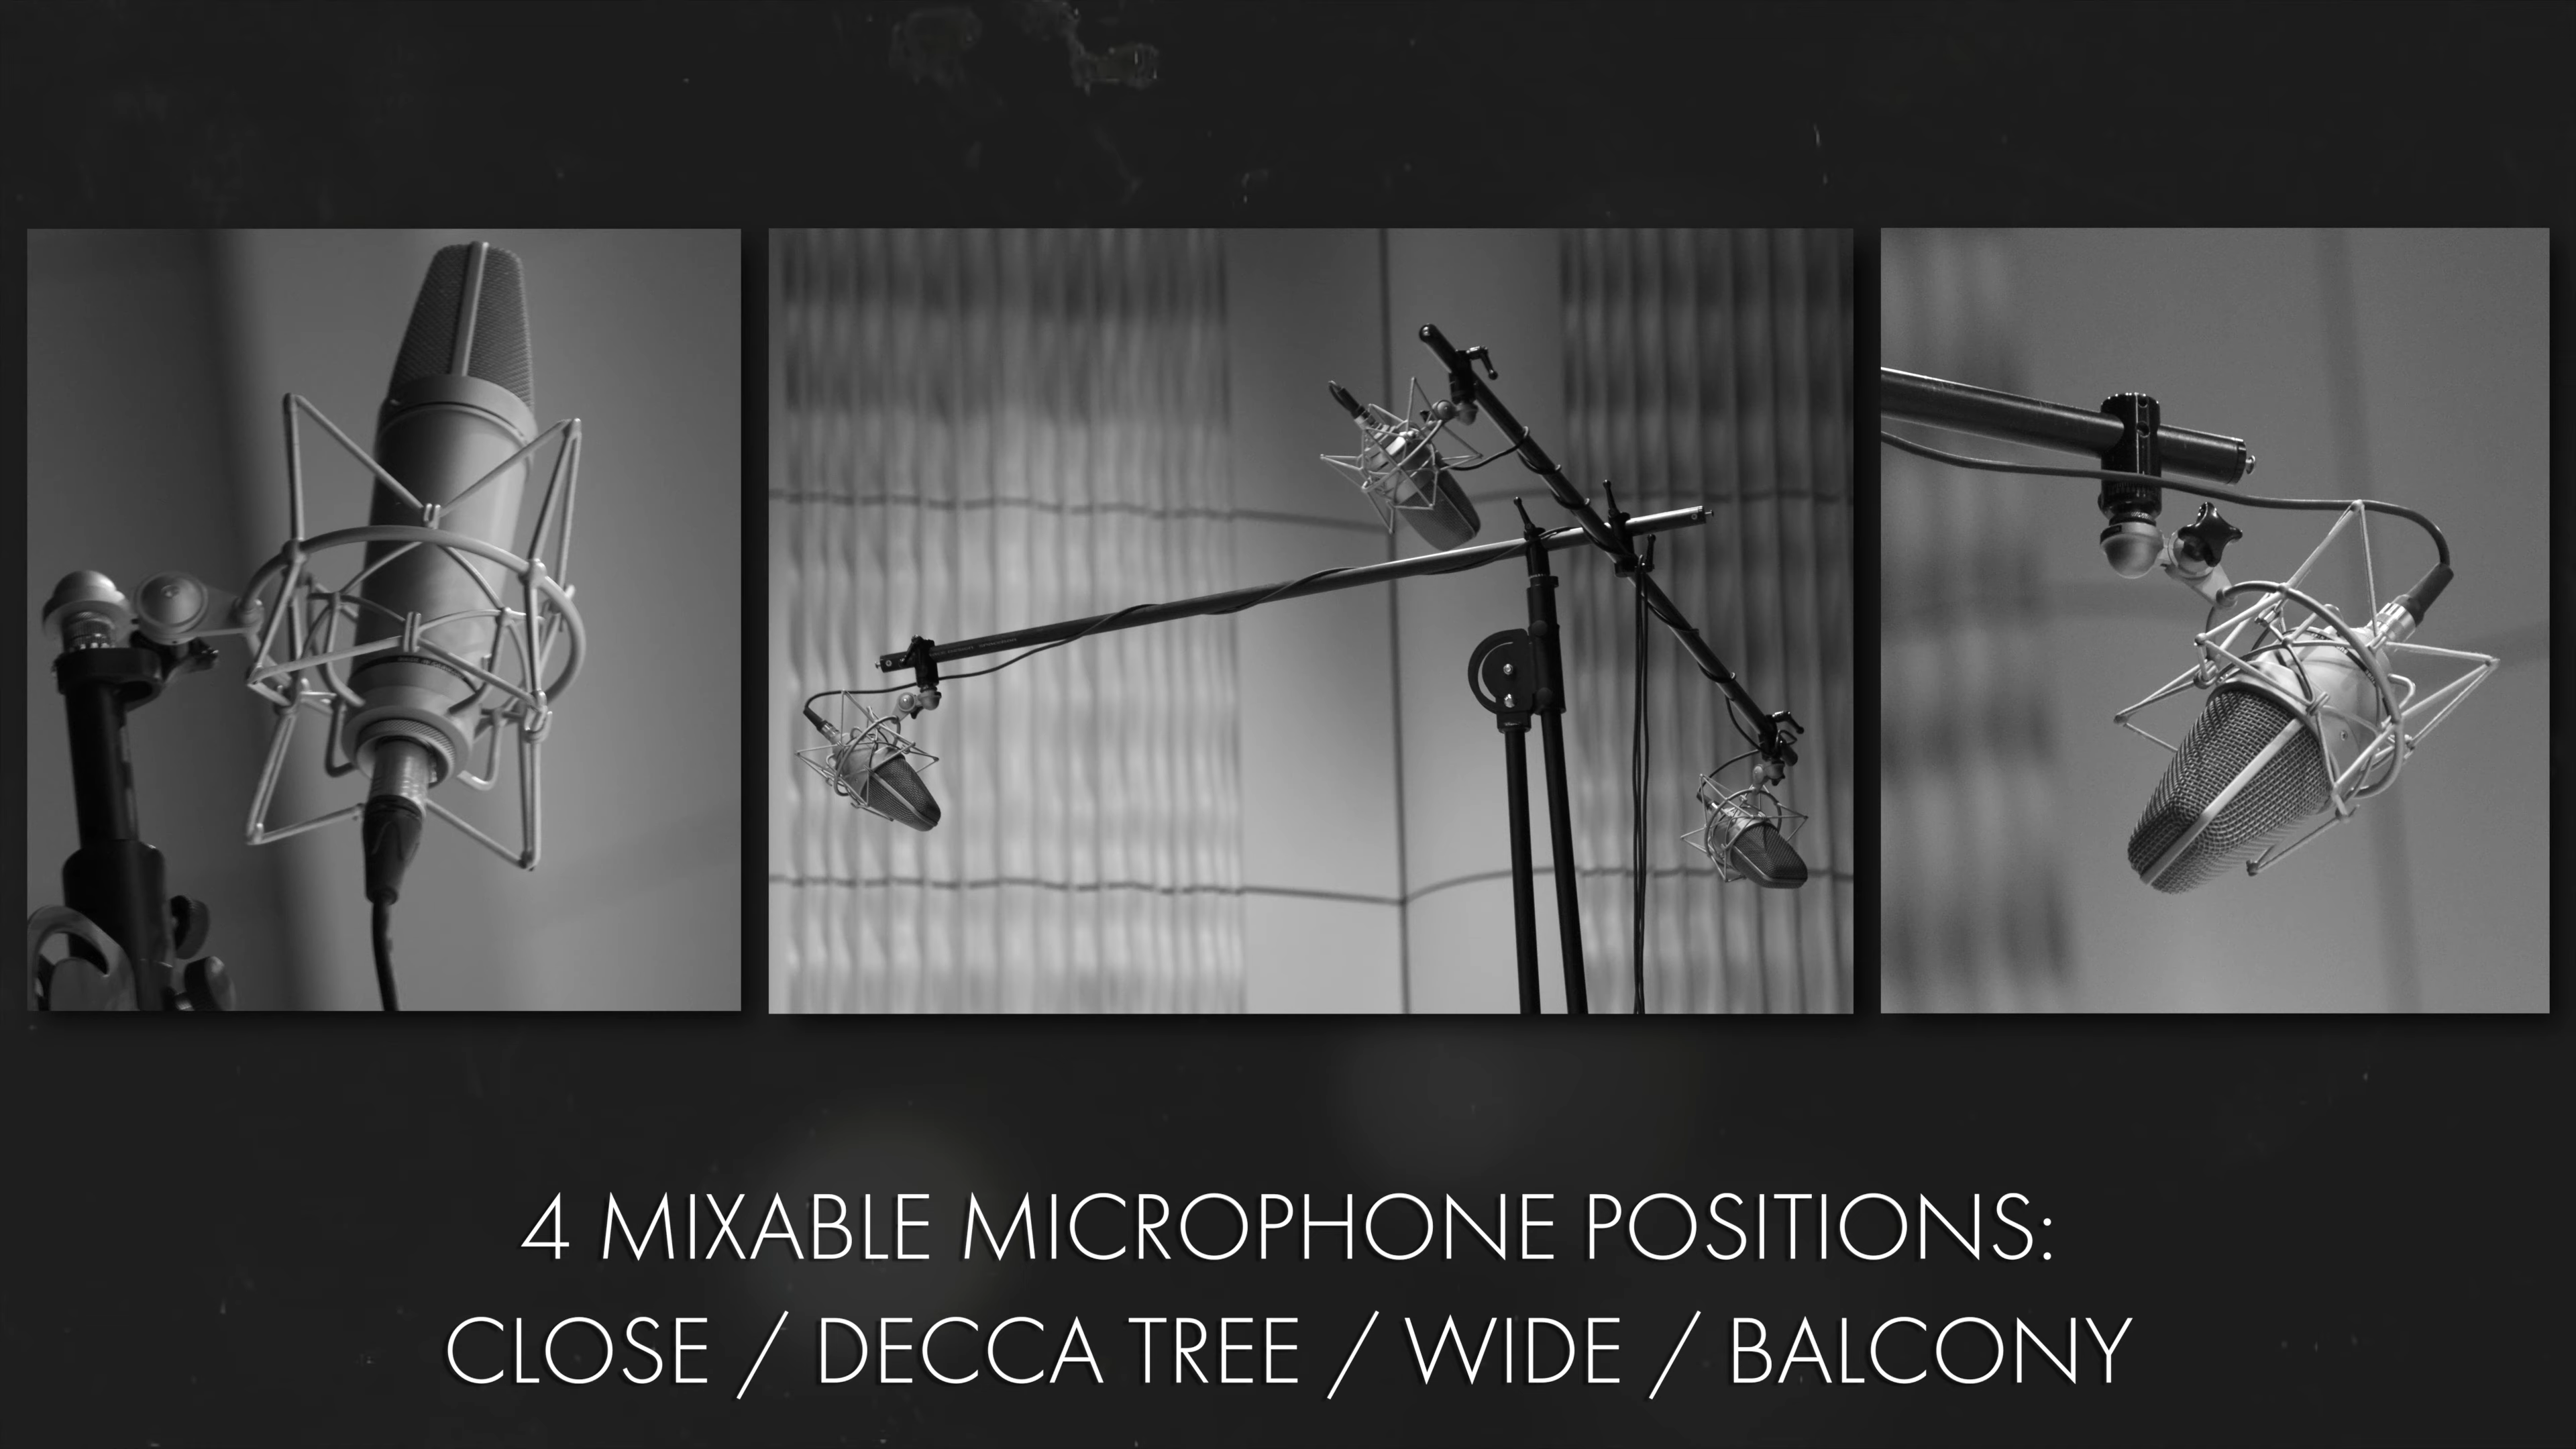 4 MIXABLE MICROPHONE POSITIONS:
CLOSE / DECCA TREE / WIDE / BALCONY